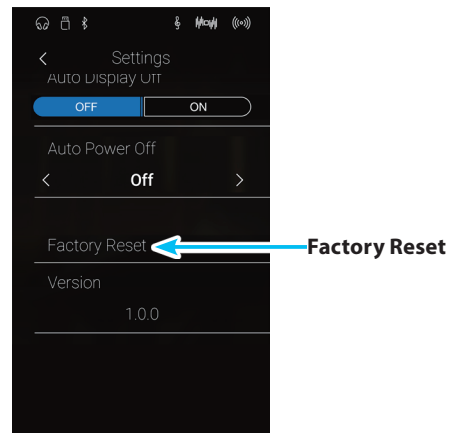 Settings
Auto Display Off
OFF ON
Auto Power Off
Off
Factory Reset
Factory Reset
Version
1.0.0